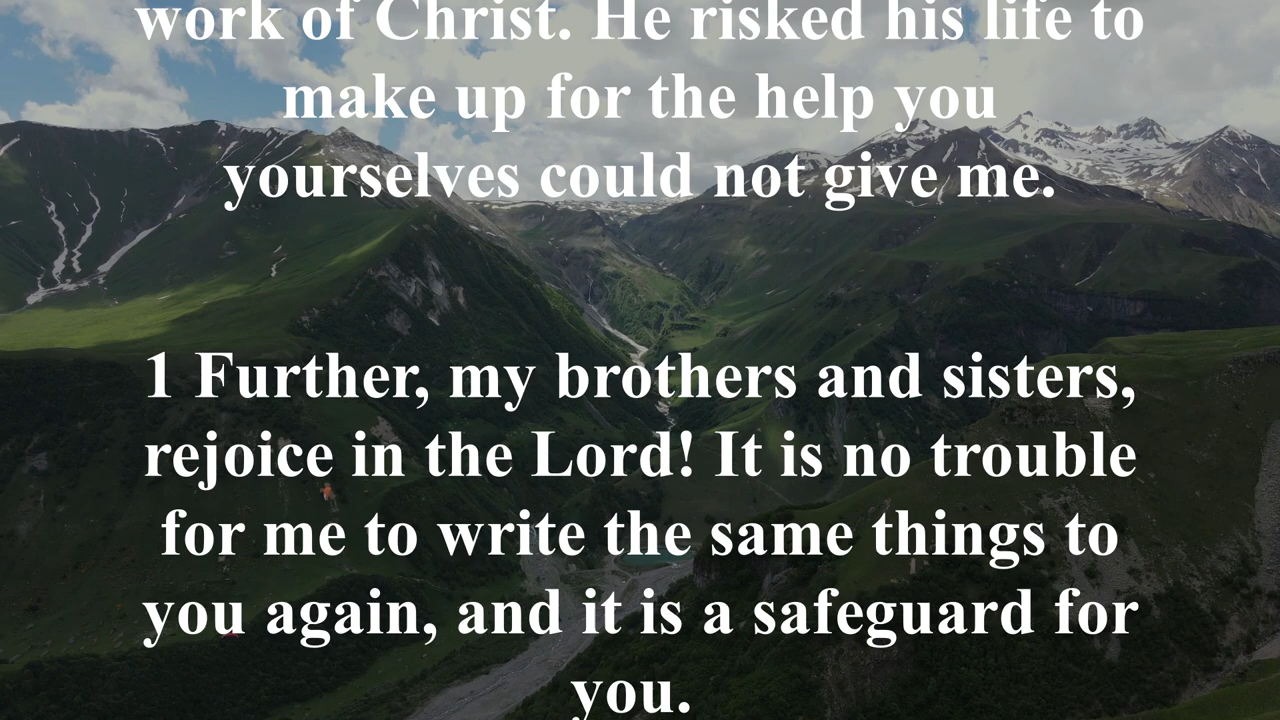 work of Christ. He risked his life to
make up for the help you
yourselves could not give me.
1 Further, my brothers and sisters,
rejoice in the Lord! It is no trouble
for me to write the same things to
you again, and it is a safeguard for
you.